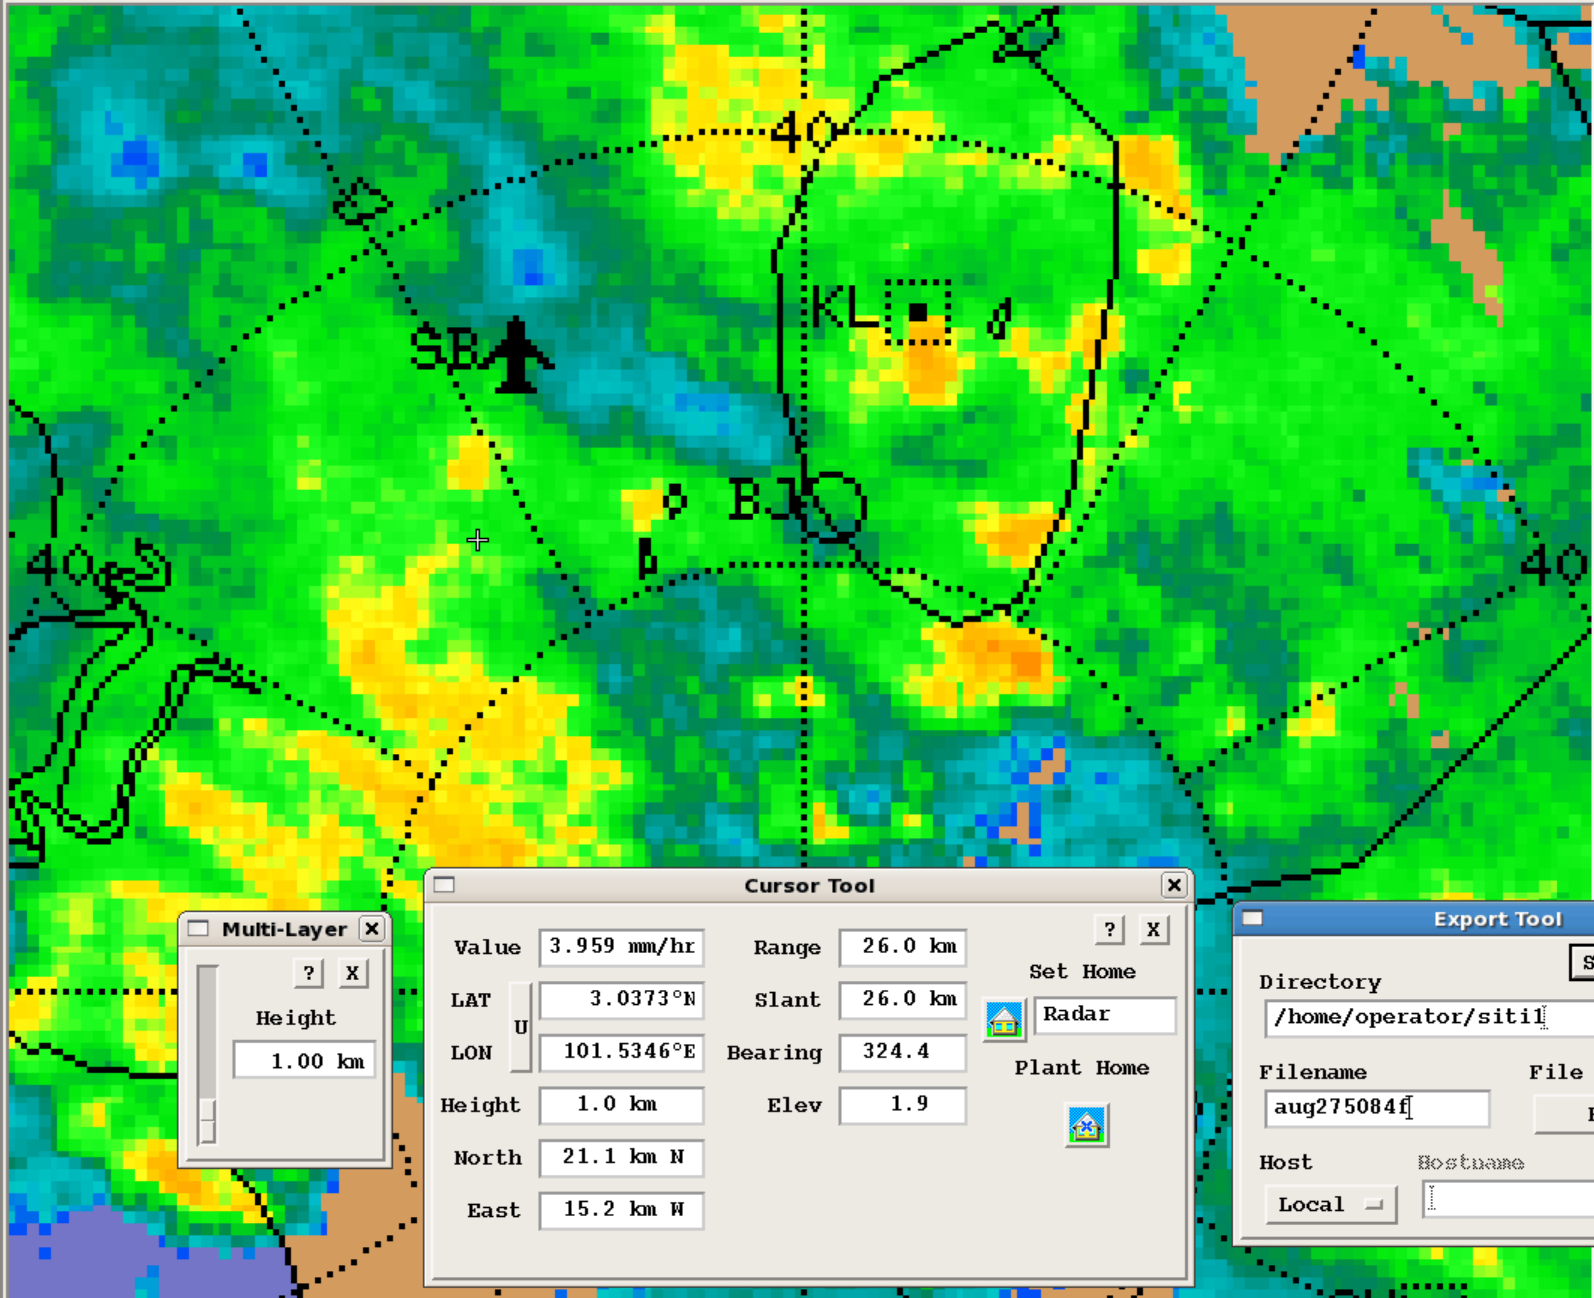 40
KL
d
SB
p
BJ
b
40
40
Cursor Tool
Value 3.959 mm/hr Range 26.0 km ? X
LAT 3.0373°N Slant 26.0 km Set Home
U Radar
LON 101.5346°E Bearing 324.4 Plant Home
Height 1.0 km Elev 1.9
North 21.1 km N
East 15.2 km W
Multi-Layer
? X
Height
1.00 km
Export Tool
S
Directory
/home/operator/siti1
Filename File
aug275084f
Host Hostname
Local